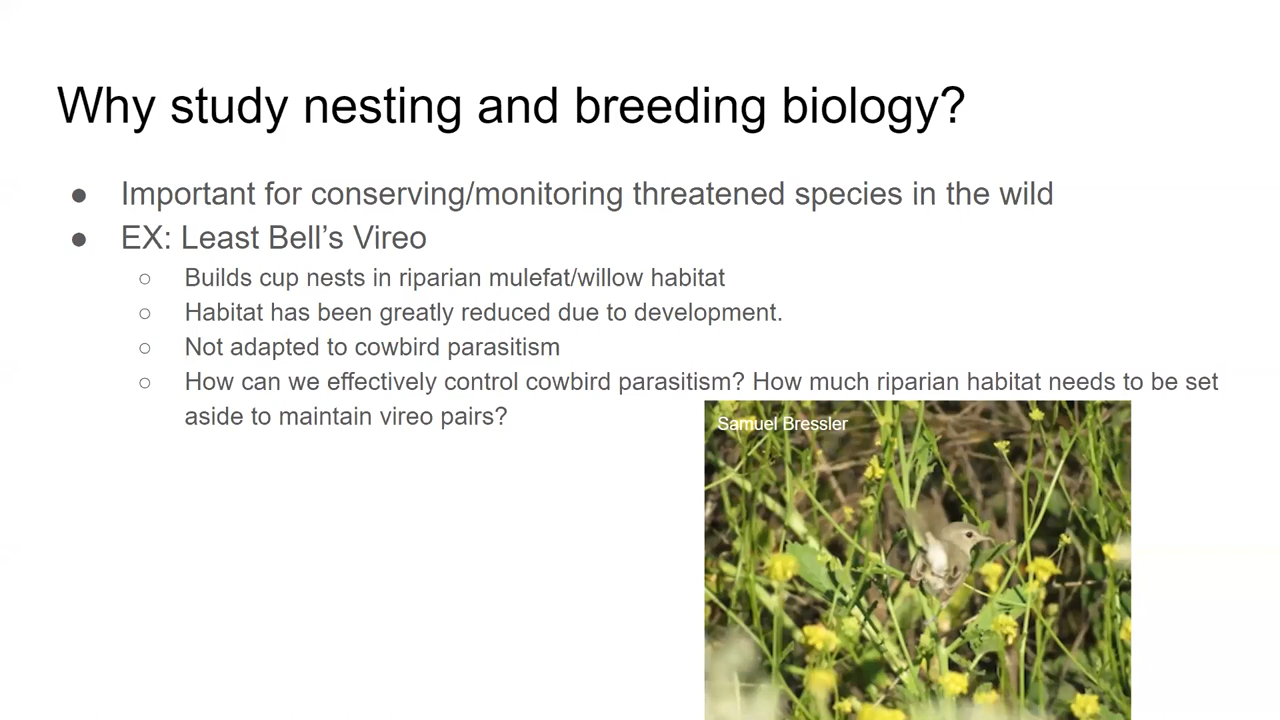 Why study nesting and breeding biology?
● Important for conserving/monitoring threatened species in the wild
● EX: Least Bell’s Vireo
○ Builds cup nests in riparian mulefat/willow habitat
○ Habitat has been greatly reduced due to development.
○ Not adapted to cowbird parasitism
○ How can we effectively control cowbird parasitism? How much riparian habitat needs to be set
aside to maintain vireo pairs?
Samuel Bressler